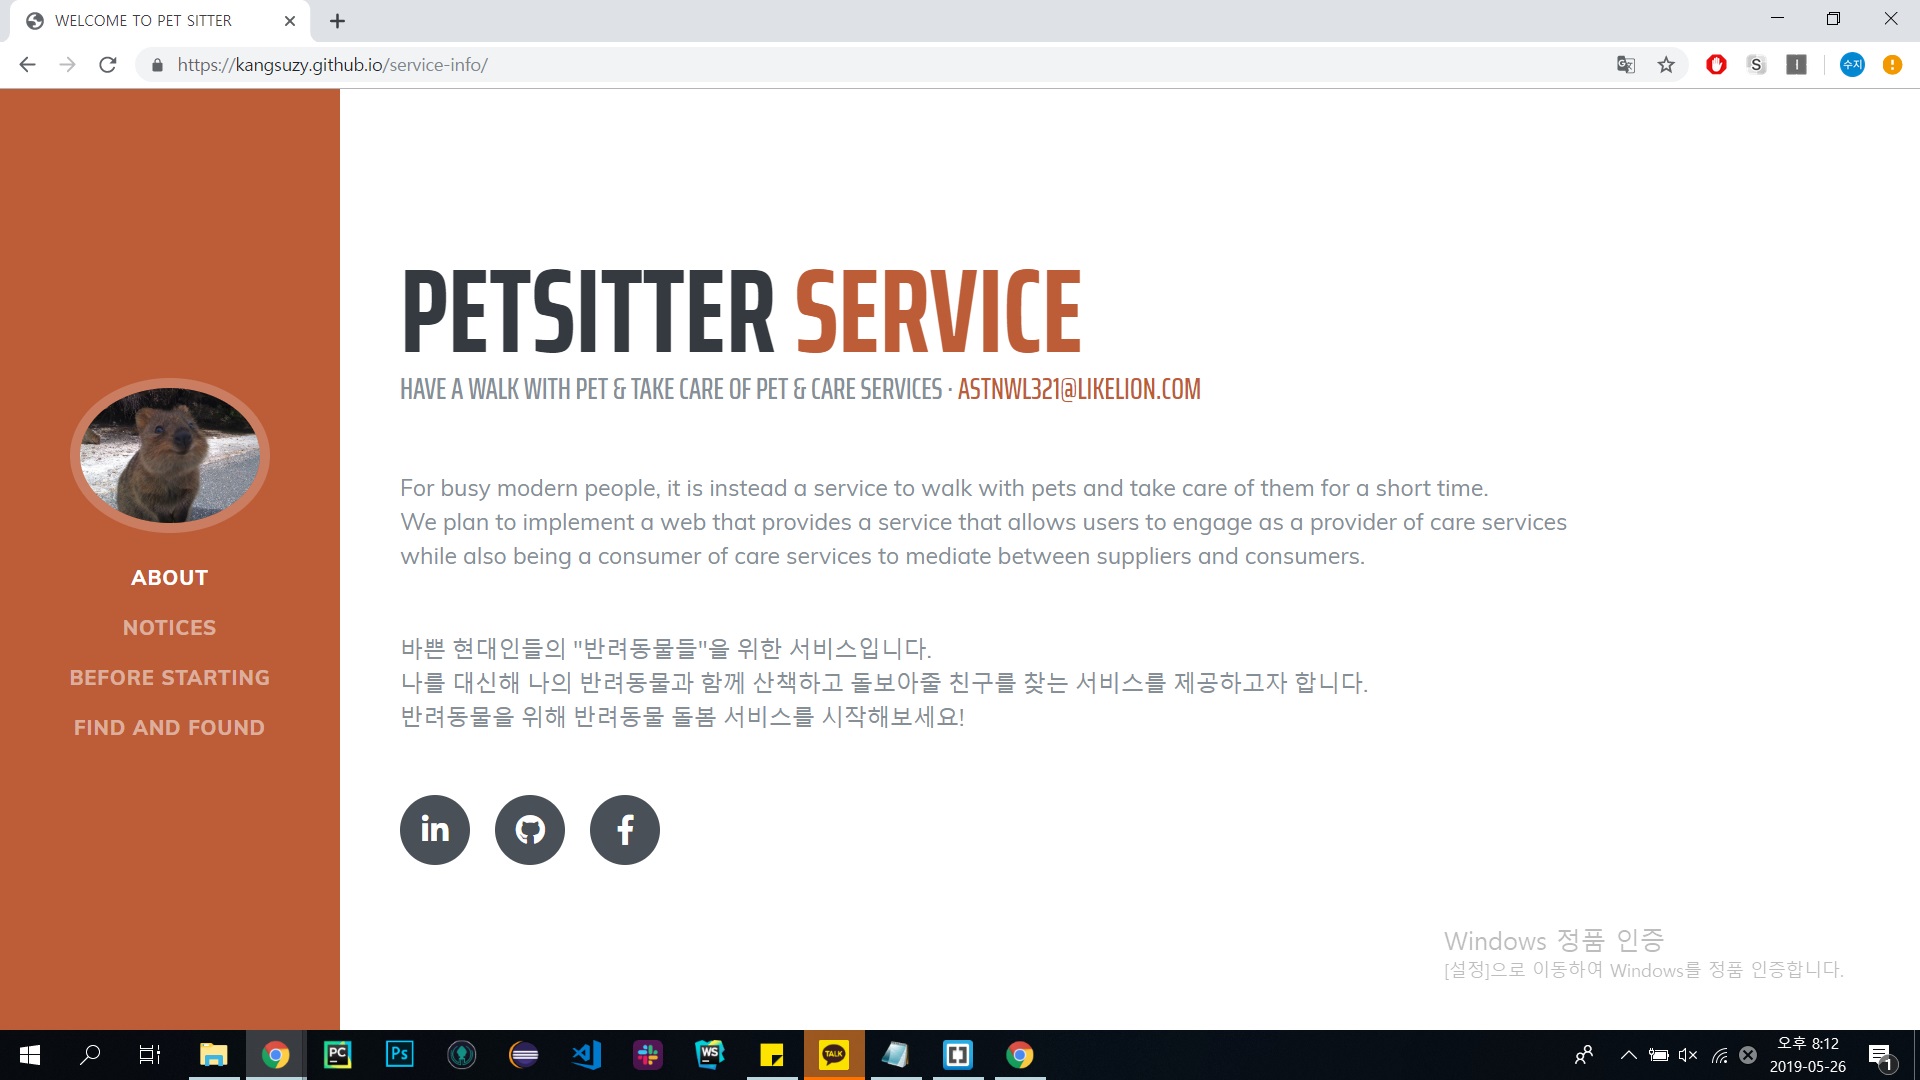 WELCOME TO PET SITTER
https://kangsuzy.github.io/service-info/
S
I
수지
PETSITTER SERVICE
HAVE A WALK WITH PET & TAKE CARE OF PET & CARE SERVICES · ASTNWL321@LIKELION.COM
For busy modern people, it is instead a service to walk with pets and take care of them for a short time.
We plan to implement a web that provides a service that allows users to engage as a provider of care services
while also being a consumer of care services to mediate between suppliers and consumers.
ABOUT
NOTICES
BEFORE STARTING
FIND AND FOUND
바쁜 현대인들의 "반려동물들"을 위한 서비스입니다.
나를 대신해 나의 반려동물과 함께 산책하고 돌보아줄 친구를 찾는 서비스를 제공하고자 합니다.
반려동물을 위해 반려동물 돌봄 서비스를 시작해보세요!
in
Windows 정품 인증
[설정]으로 이동하여 Windows를 정품 인증합니다.
PC
Ps
WS
TALK
오후 8:12
2019-05-26
1